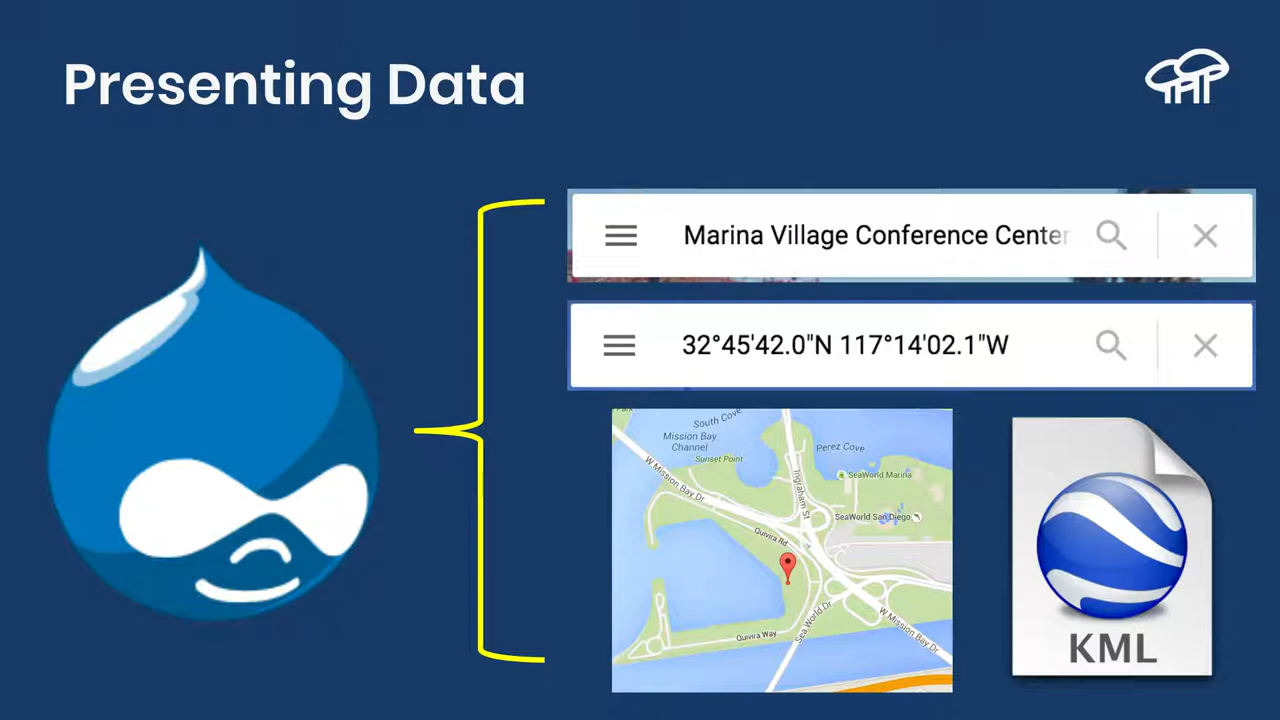 Presenting Data
Marina Village Conference Center
32°45'42.0"N 117°14'02.1"W
South Cove
Mission Bay
Channel
Sunset Point
Perez Cove
W Mission Bay Dr
Ingraham St
SeaWorld Marina
SeaWorld San Diego
Quivira Rd
Quivira Way
Sea World Dr
W Mission Bay Dr
KML